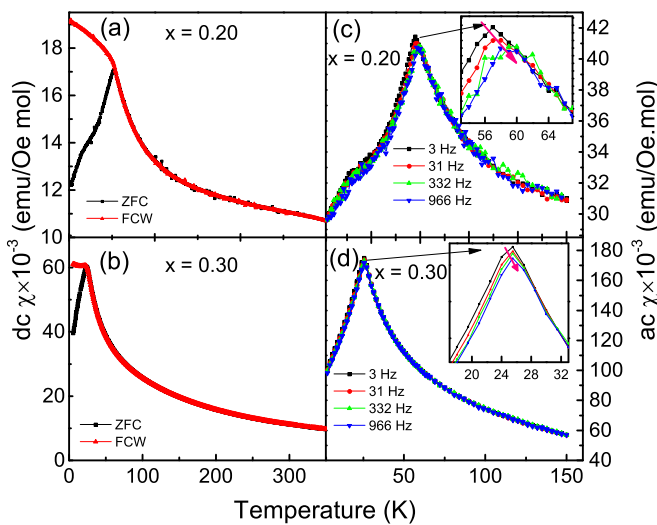 (a)
x = 0.20
18
16
14
12
10
ZFC
FCW
dc χ×10⁻³ (emu/Oe mol)
(b)
x = 0.30
60
40
20
0
ZFC
FCW
0 100 200 300
(c)
x = 0.20
3 Hz
31 Hz
332 Hz
966 Hz
56 60 64
42
40
38
36
34
32
30
ac χ×10⁻³ (emu/Oe.mol)
(d)
x = 0.30
3 Hz
31 Hz
332 Hz
966 Hz
20 24 28 32
180
160
140
120
100
80
60
40
50 100 150
Temperature (K)